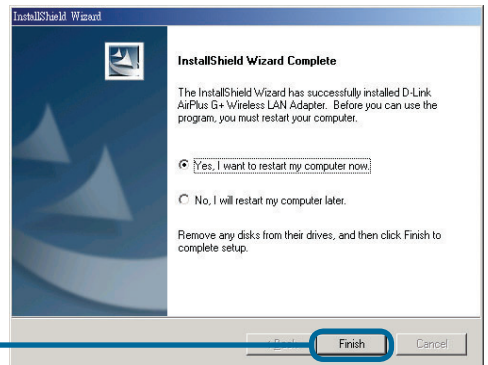 InstallShield Wizard
InstallShield Wizard Complete
The InstallShield Wizard has successfully installed D-Link
AirPlus G+ Wireless LAN Adapter. Before you can use the
program, you must restart your computer.
Yes, I want to restart my computer now.
No, I will restart my computer later.
Remove any disks from their drives, and then click Finish to
complete setup.
Finish
Cancel